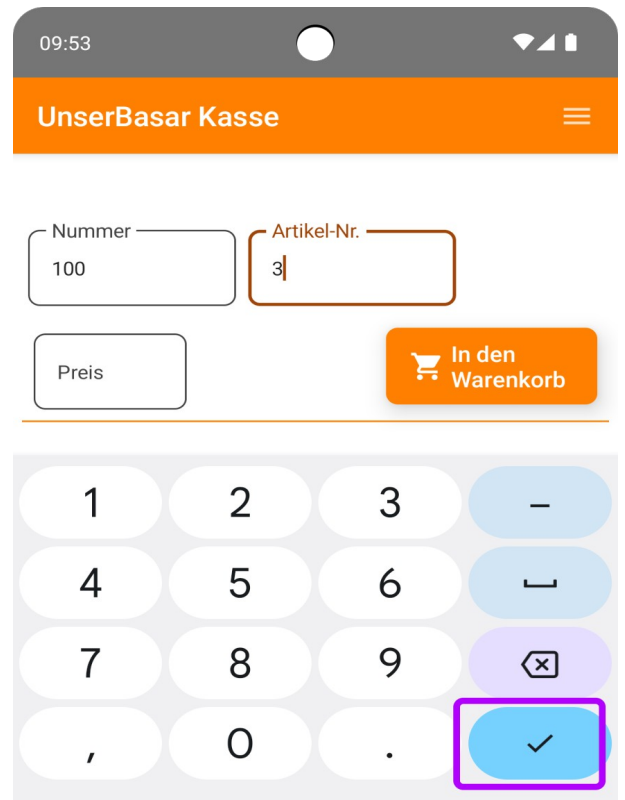 09:53
UnserBasar Kasse
Nummer
Artikel-Nr.
100
3
Preis
In den
Warenkorb
1 2 3 –
4 5 6
7 8 9
, 0 .